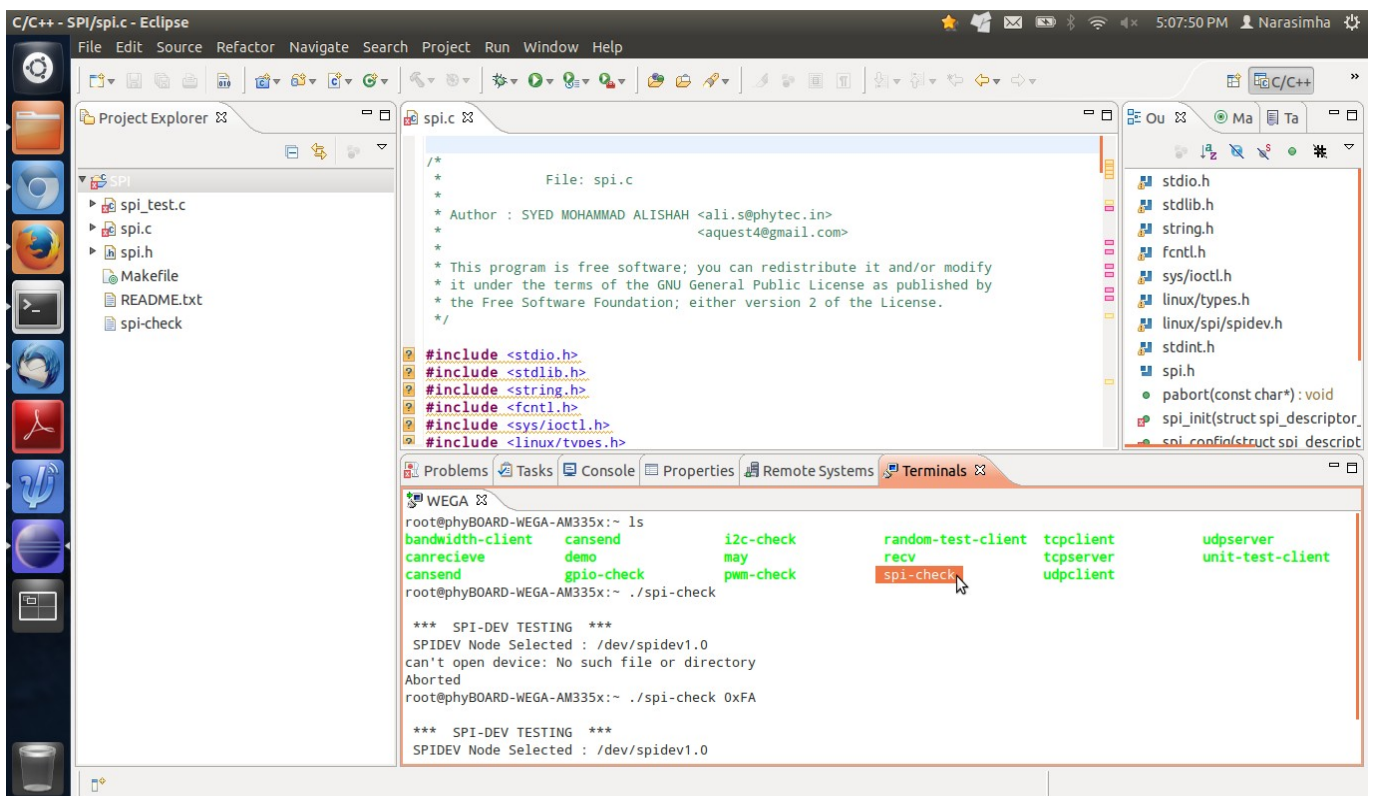 C/C++ - SPI/spi.c - Eclipse
5:07:50 PM Narasimha
File Edit Source Refactor Navigate Search Project Run Window Help
C/C++ »
Project Explorer
SPI
spi_test.c
spi.c
spi.h
Makefile
README.txt
spi-check
spi.c
/*
* File: spi.c
*
* Author : SYED MOHAMMAD ALISHAH <ali.s@phytec.in>
* <aquest4@gmail.com>
*
* This program is free software; you can redistribute it and/or modify
* it under the terms of the GNU General Public License as published by
* the Free Software Foundation; either version 2 of the License.
*/
#include <stdio.h>
#include <stdlib.h>
#include <string.h>
#include <fcntl.h>
#include <sys/ioctl.h>
#include <linux/types.h>
Ou Ma Ta
stdio.h
stdlib.h
string.h
fcntl.h
sys/ioctl.h
linux/types.h
linux/spi/spidev.h
stdint.h
spi.h
pabort(const char*) : void
spi_init(struct spi_descriptor_
spi_config(struct spi_descript
Problems Tasks Console Properties Remote Systems Terminals
WEGA
root@phyBOARD-WEGA-AM335x:~ ls
bandwidth-client cansend i2c-check random-test-client tcpclient udpserver
canrecieve demo may recv tcpserver unit-test-client
cansend gpio-check pwm-check spi-check udpclient
root@phyBOARD-WEGA-AM335x:~ ./spi-check
*** SPI-DEV TESTING ***
SPIDEV Node Selected : /dev/spidev1.0
can't open device: No such file or directory
Aborted
root@phyBOARD-WEGA-AM335x:~ ./spi-check 0xFA
*** SPI-DEV TESTING ***
SPIDEV Node Selected : /dev/spidev1.0